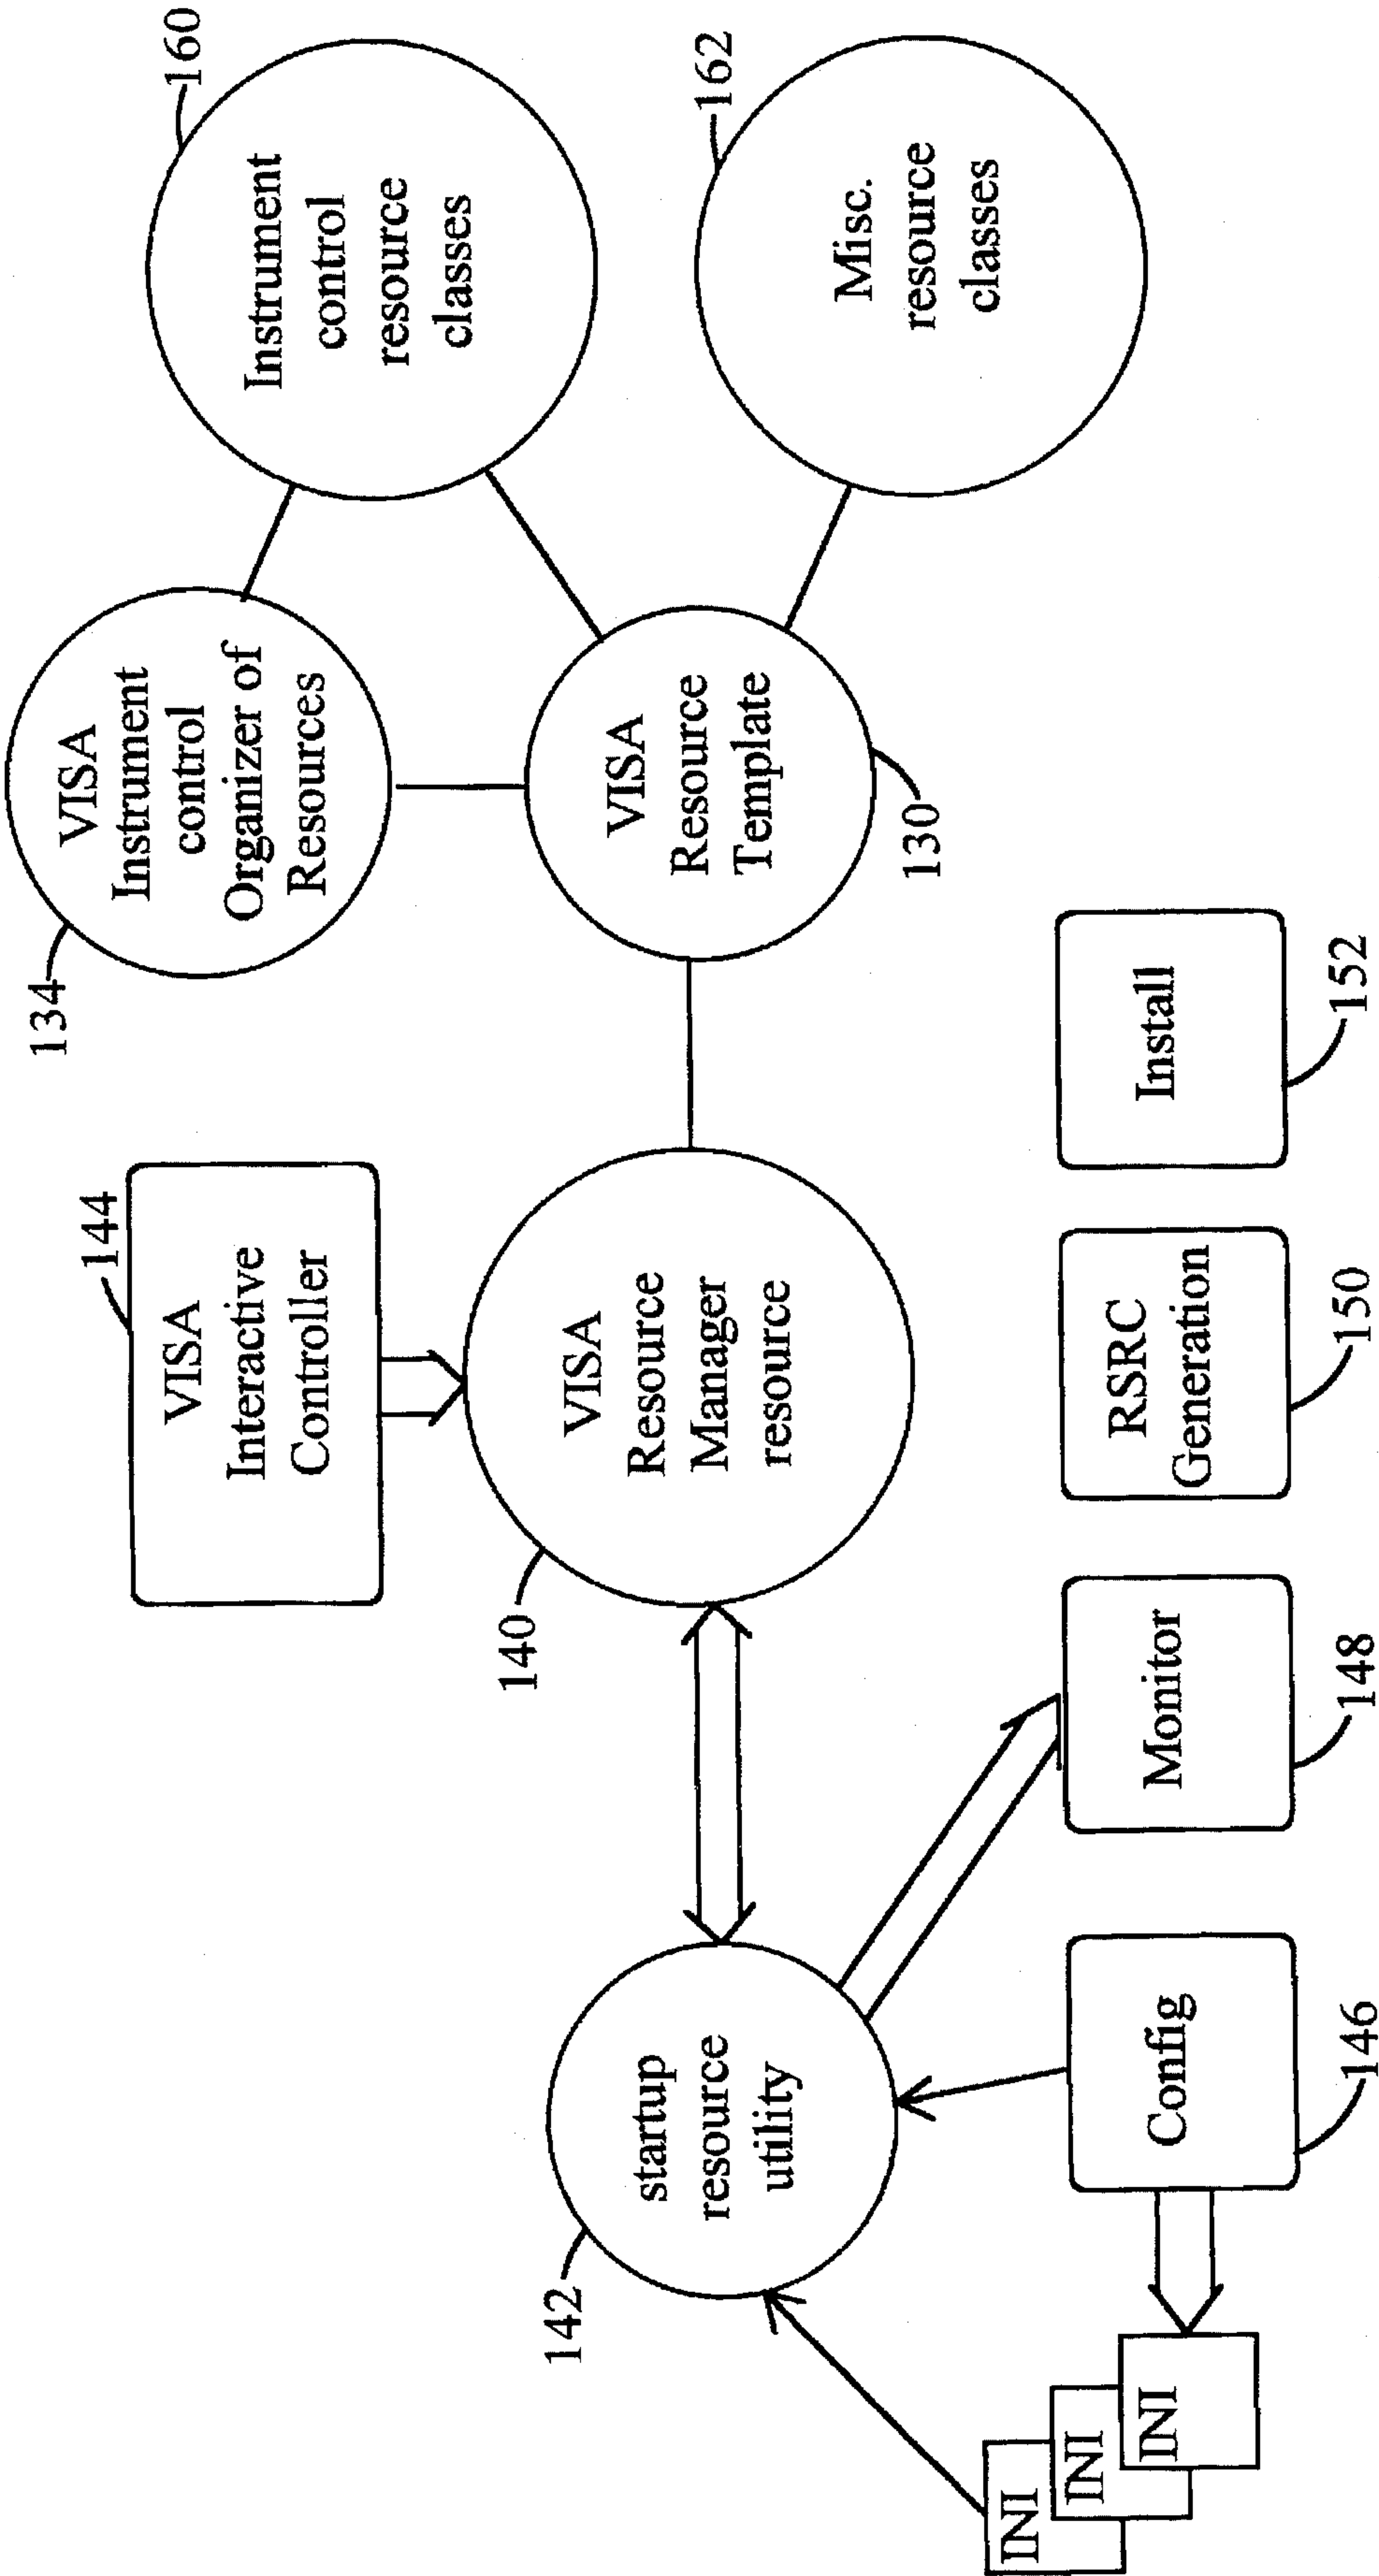 160
Instrument
control
resource
classes
162
Misc.
resource
classes
VISA
Instrument
control
Organizer of
Resources
134
VISA
Resource
Template
130
144
VISA
Interactive
Controller
VISA
Resource
Manager
resource
140
startup
resource
utility
142
Install
152
RSRC
Generation
150
Monitor
148
Config
146
INI
INI
INI